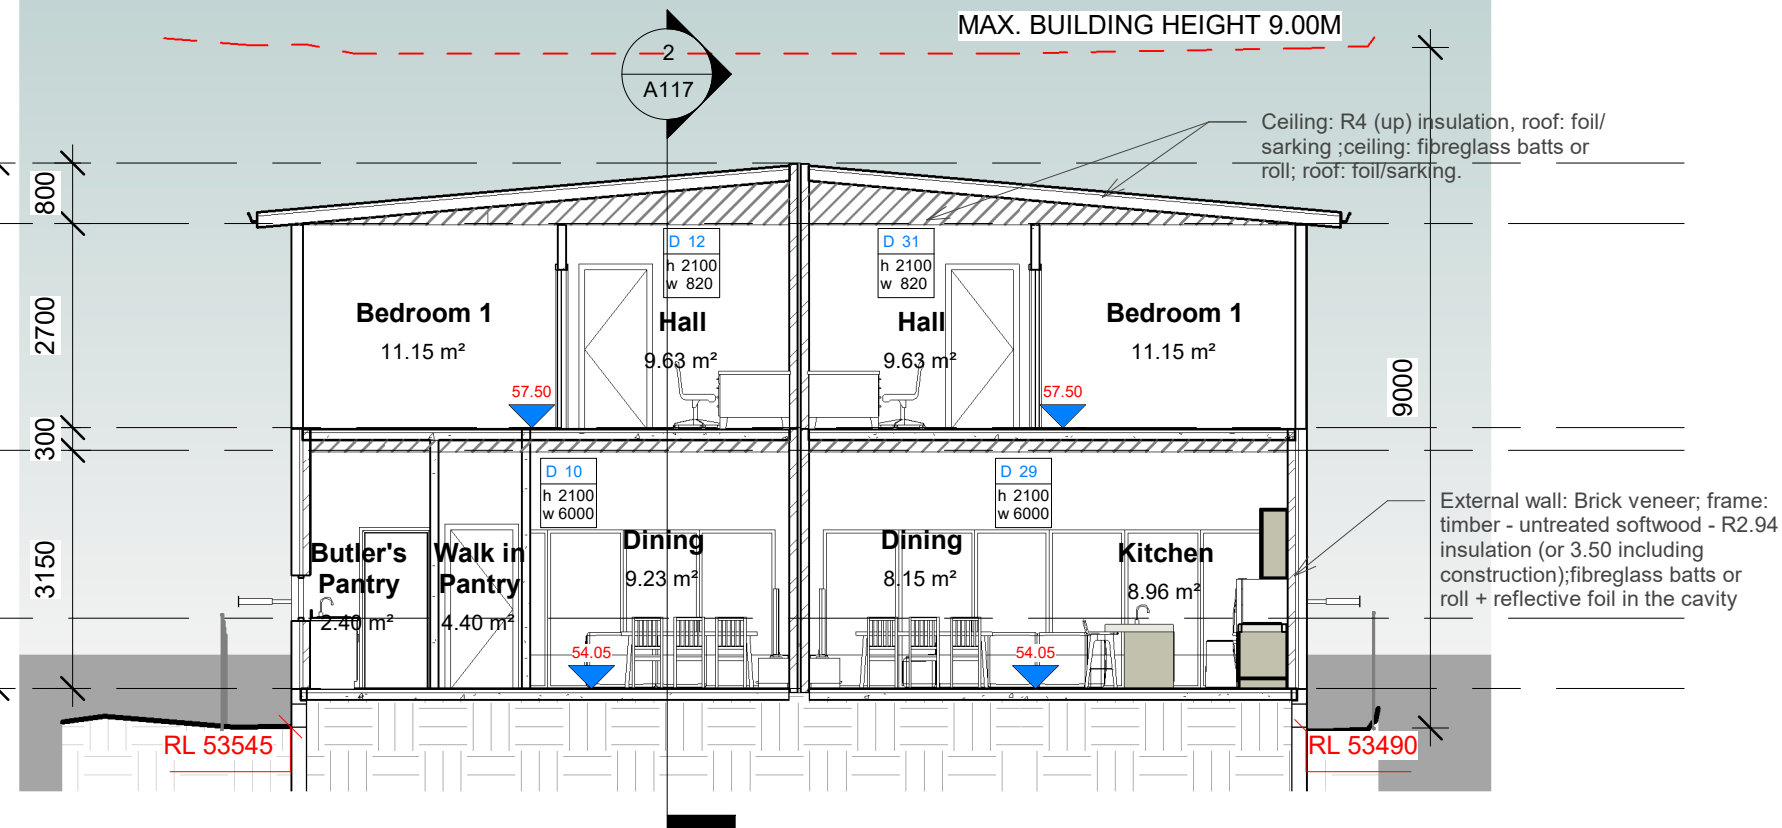 MAX. BUILDING HEIGHT 9.00M
2
A117
Ceiling: R4 (up) insulation, roof: foil/
sarking ;ceiling: fibreglass batts or
roll; roof: foil/sarking.
800
2700
300
3150
9000
D 12
h 2100
w 820
D 31
h 2100
w 820
Bedroom 1
11.15 m²
Hall
9.63 m²
Hall
9.63 m²
Bedroom 1
11.15 m²
57.50
57.50
D 10
h 2100
w 6000
D 29
h 2100
w 6000
Butler's
Pantry
2.40 m²
Walk in
Pantry
4.40 m²
Dining
9.23 m²
Dining
8.15 m²
Kitchen
8.96 m²
External wall: Brick veneer; frame:
timber - untreated softwood - R2.94
insulation (or 3.50 including
construction);fibreglass batts or
roll + reflective foil in the cavity
54.05
54.05
RL 53545
RL 53490